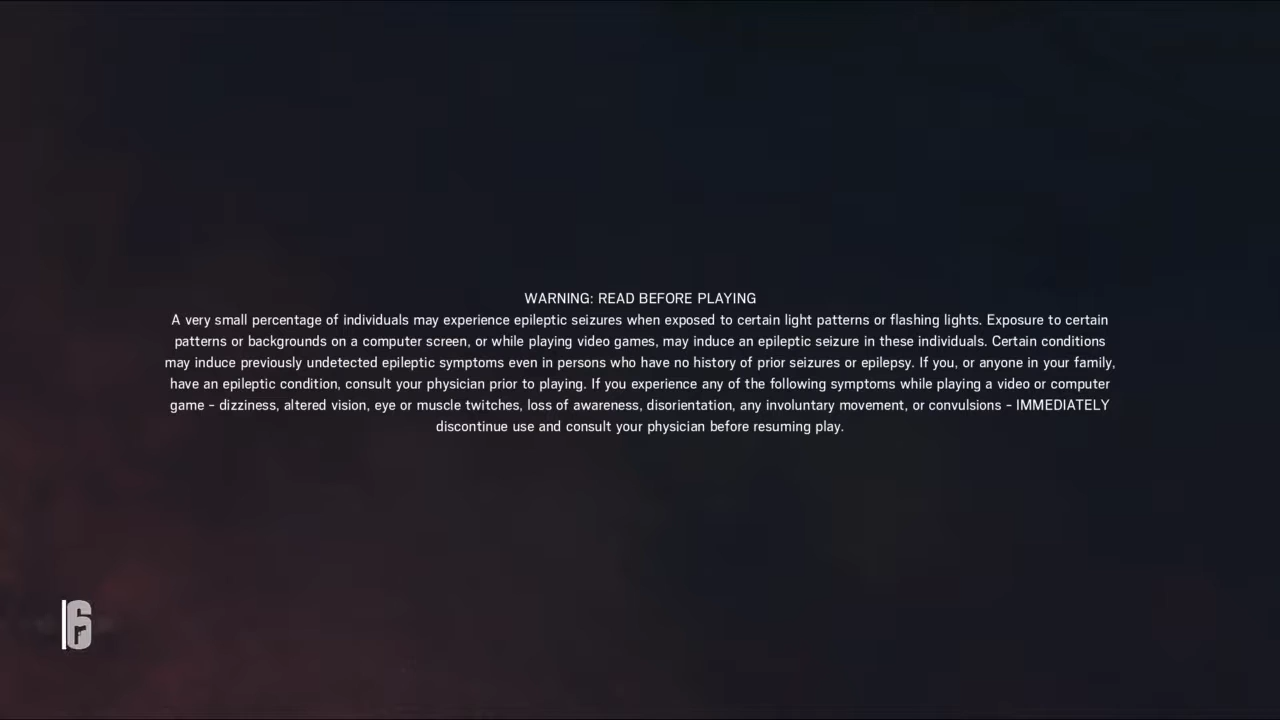 WARNING: READ BEFORE PLAYING
A very small percentage of individuals may experience epileptic seizures when exposed to certain light patterns or flashing lights. Exposure to certain
patterns or backgrounds on a computer screen, or while playing video games, may induce an epileptic seizure in these individuals. Certain conditions
may induce previously undetected epileptic symptoms even in persons who have no history of prior seizures or epilepsy. If you, or anyone in your family,
have an epileptic condition, consult your physician prior to playing. If you experience any of the following symptoms while playing a video or computer
game - dizziness, altered vision, eye or muscle twitches, loss of awareness, disorientation, any involuntary movement, or convulsions - IMMEDIATELY
discontinue use and consult your physician before resuming play.
6